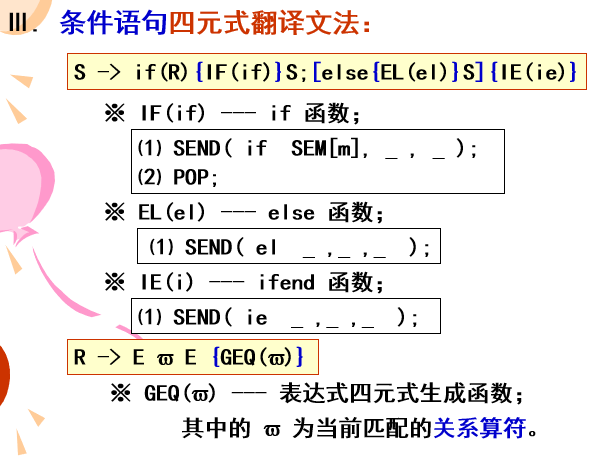 Ⅲ. 条件语句四元式翻译文法：
S -> if(R){IF(if)}S;[else{EL(el)}S]{IE(ie)}
※ IF(if) --- if 函数；
⑴ SEND( if SEM[m], _ , _ );
⑵ POP;
※ EL(el) --- else 函数；
⑴ SEND( el _ ,_ ,_ );
※ IE(i) --- ifend 函数；
⑴ SEND( ie _ ,_ ,_ );
R -> E ϖ E {GEQ(ϖ)}
※ GEQ(ϖ) --- 表达式四元式生成函数；
其中的 ϖ 为当前匹配的关系算符。